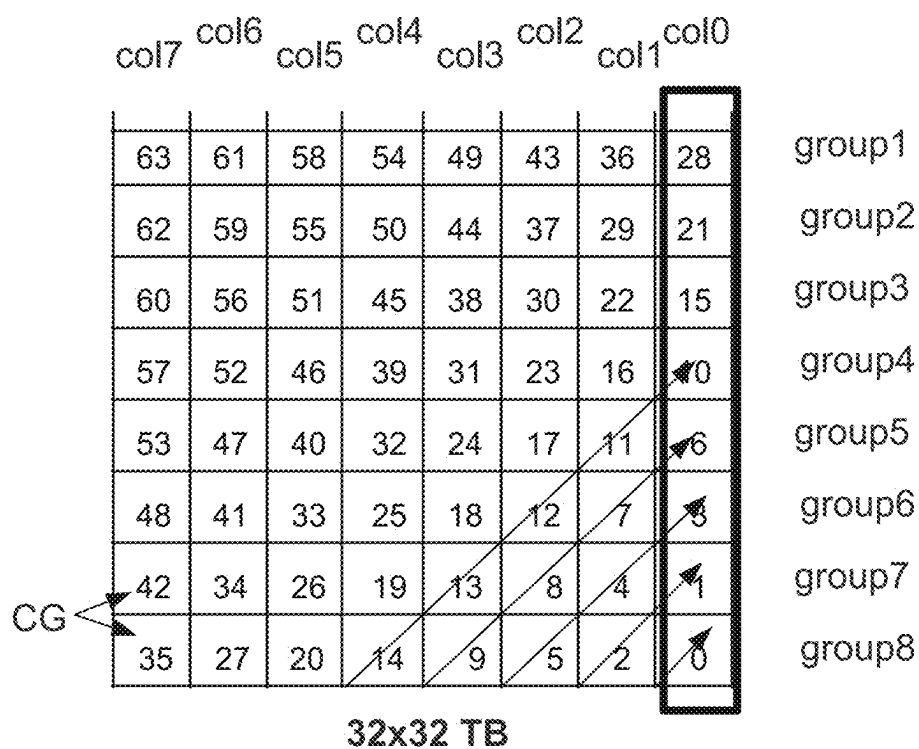 col7 col6 col5 col4 col3 col2 col1 col0
63 61 58 54 49 43 36 28 group1
62 59 55 50 44 37 29 21 group2
60 56 51 45 38 30 22 15 group3
57 52 46 39 31 23 16 10 group4
53 47 40 32 24 17 11 6 group5
48 41 33 25 18 12 7 3 group6
42 34 26 19 13 8 4 1 group7
CG
35 27 20 14 9 5 2 0 group8
32x32 TB